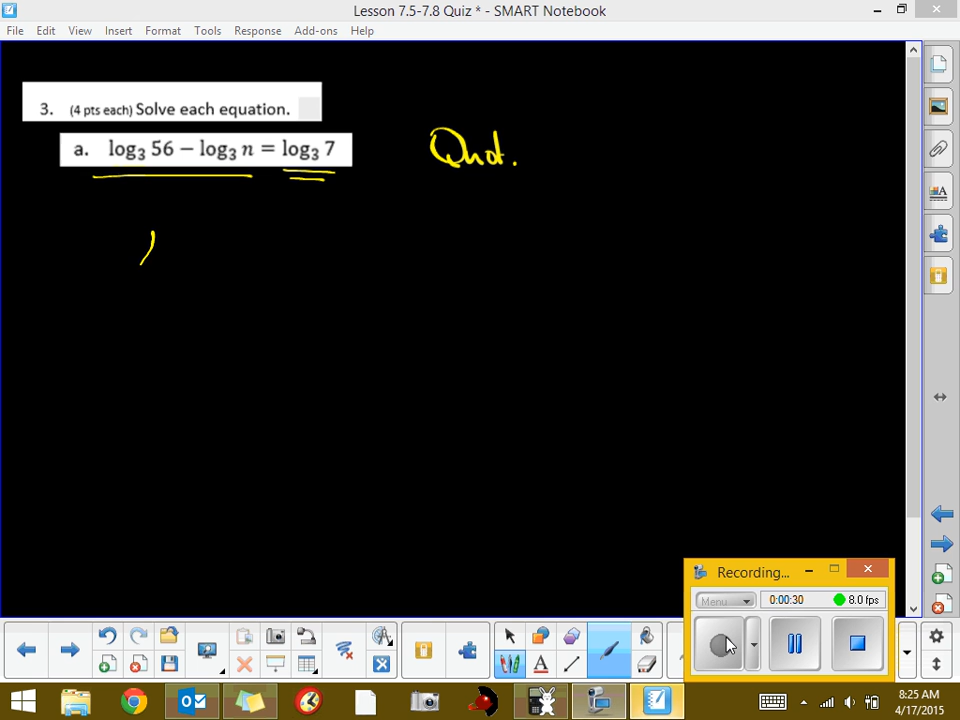 Lesson 7.5-7.8 Quiz * - SMART Notebook
File Edit View Insert Format Tools Response Add-ons Help
3. (4 pts each) Solve each equation.
a. log₃ 56 − log₃ n = log₃ 7
Quot.
Recording...
Menu 0:00:30 8.0 fps
8:25 AM
4/17/2015